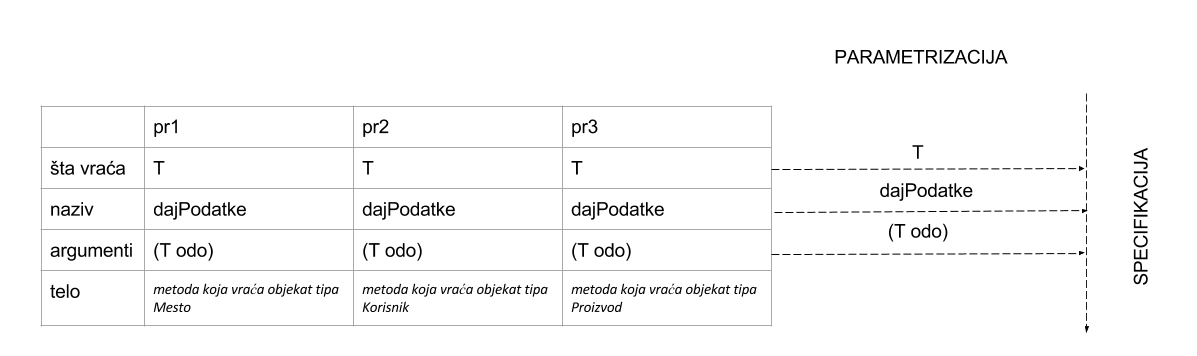 PARAMETRIZACIJA
pr1 pr2 pr3
šta vraća T T T
T
naziv dajPodatke dajPodatke dajPodatke
dajPodatke
argumenti (T odo) (T odo) (T odo)
(T odo)
telo
metoda koja vraća objekat tipa
Mesto
metoda koja vraća objekat tipa
Korisnik
metoda koja vraća objekat tipa
Proizvod
SPECIFIKACIJA